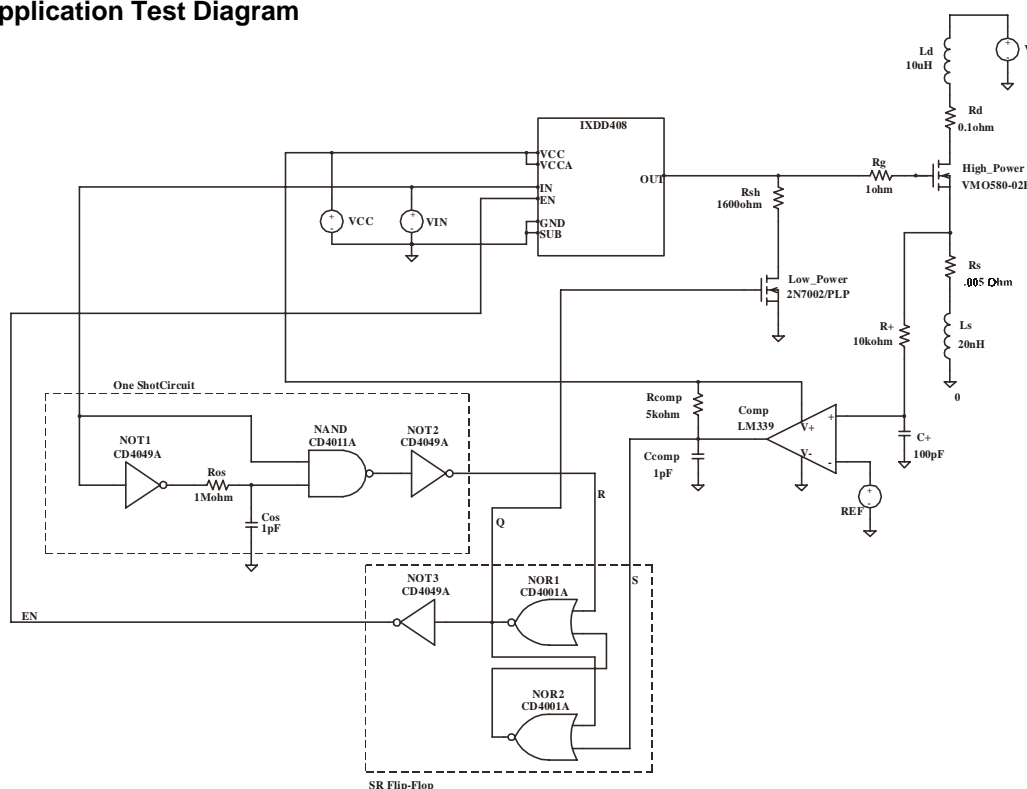 pplication Test Diagram
Ld
10uH
Rd
0.1ohm
IXDD408
VCC
VCCA
IN
EN
GND
SUB
OUT
Rg
1ohm
High_Power
VMO580-02
Rsh
1600ohm
VCC
VIN
Low_Power
2N7002/PLP
Rs
.005 Ohm
R+
10kohm
Ls
20nH
0
One ShotCircuit
Rcomp
5kohm
Comp
LM339
V+
V-
+
-
C+
100pF
Ccomp
1pF
REF
NOT1
CD4049A
Ros
1Mohm
Cos
1pF
NAND
CD4011A
NOT2
CD4049A
R
Q
S
EN
NOT3
CD4049A
NOR1
CD4001A
NOR2
CD4001A
SR Flip-Flop